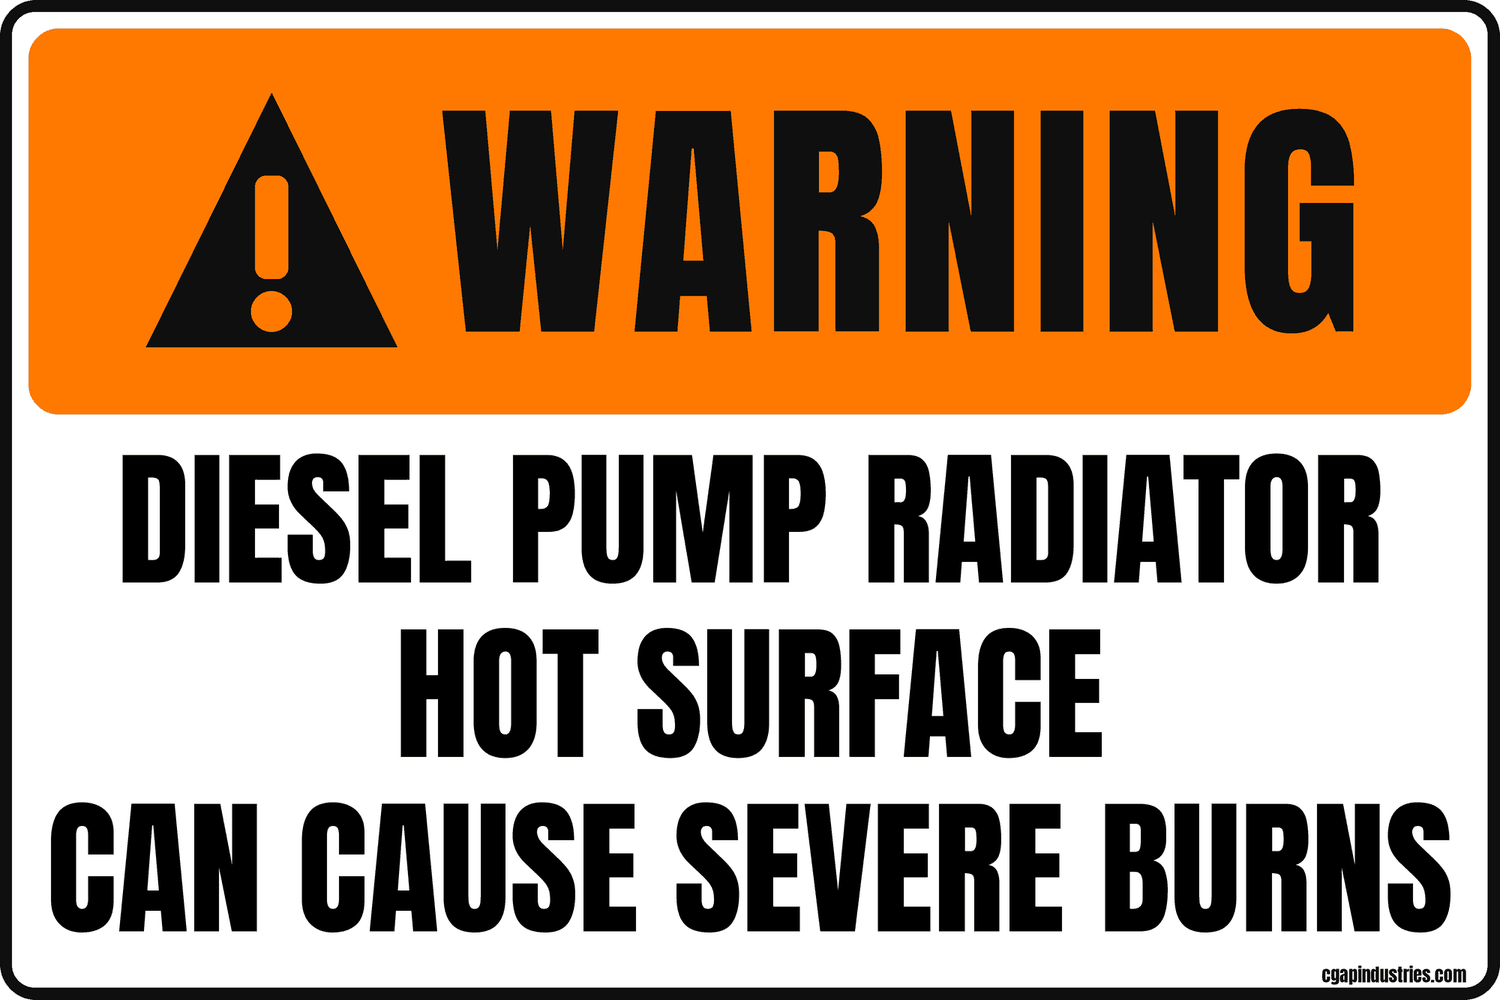 WARNING
DIESEL PUMP RADIATOR
HOT SURFACE
CAN CAUSE SEVERE BURNS
cgapindustries.com